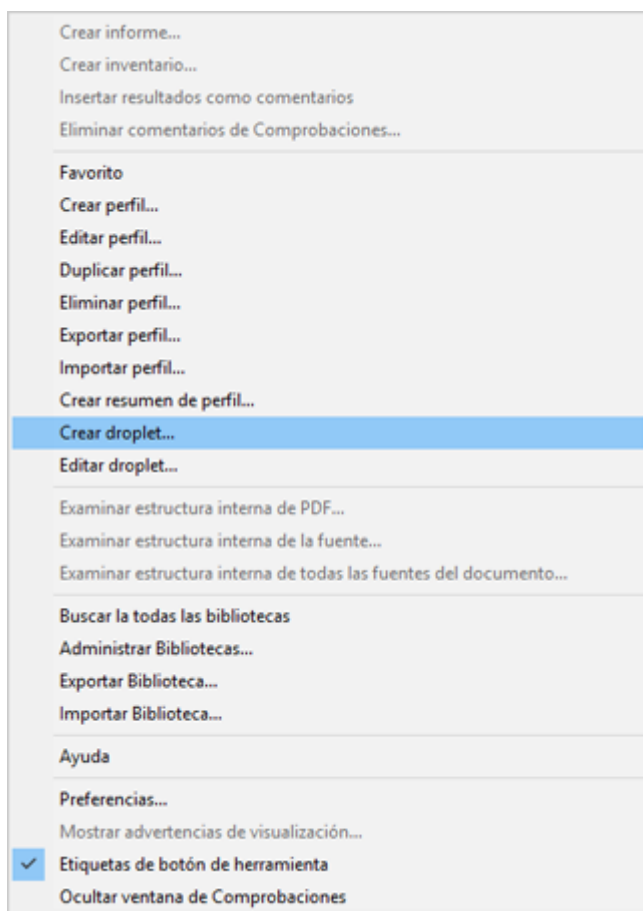 Crear informe...
Crear inventario...
Insertar resultados como comentarios
Eliminar comentarios de Comprobaciones...
Favorito
Crear perfil...
Editar perfil...
Duplicar perfil...
Eliminar perfil...
Exportar perfil...
Importar perfil...
Crear resumen de perfil...
Crear droplet...
Editar droplet...
Examinar estructura interna de PDF...
Examinar estructura interna de la fuente...
Examinar estructura interna de todas las fuentes del documento...
Buscar la todas las bibliotecas
Administrar Bibliotecas...
Exportar Biblioteca...
Importar Biblioteca...
Ayuda
Preferencias...
Mostrar advertencias de visualización...
Etiquetas de botón de herramienta
Ocultar ventana de Comprobaciones